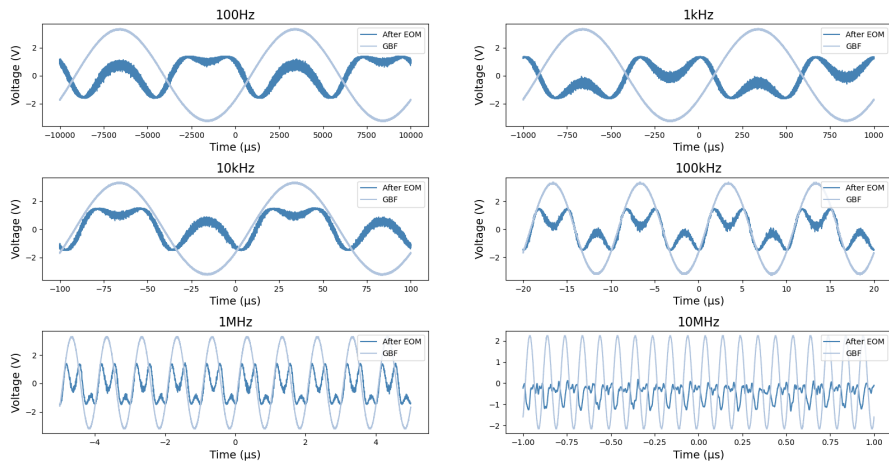 100Hz
Voltage (V)
2
0
−2
After EOM
GBF
−10000 −7500 −5000 −2500 0 2500 5000 7500 10000
Time (μs)
1kHz
Voltage (V)
2
0
−2
After EOM
GBF
−1000 −500 0 500 1000
Time (μs)
10kHz
Voltage (V)
2
0
−2
After EOM
GBF
−100 −75 −50 −25 0 25 50 75 100
Time (μs)
100kHz
Voltage (V)
2
0
−2
After EOM
GBF
−20 −15 −10 −5 0 5 10 15 20
Time (μs)
1MHz
Voltage (V)
2
0
−2
After EOM
GBF
−4 −2 0 2 4
Time (μs)
10MHz
Voltage (V)
2
1
0
−1
−2
After EOM
GBF
−1.00 −0.75 −0.50 −0.25 0.00 0.25 0.50 0.75 1.00
Time (μs)